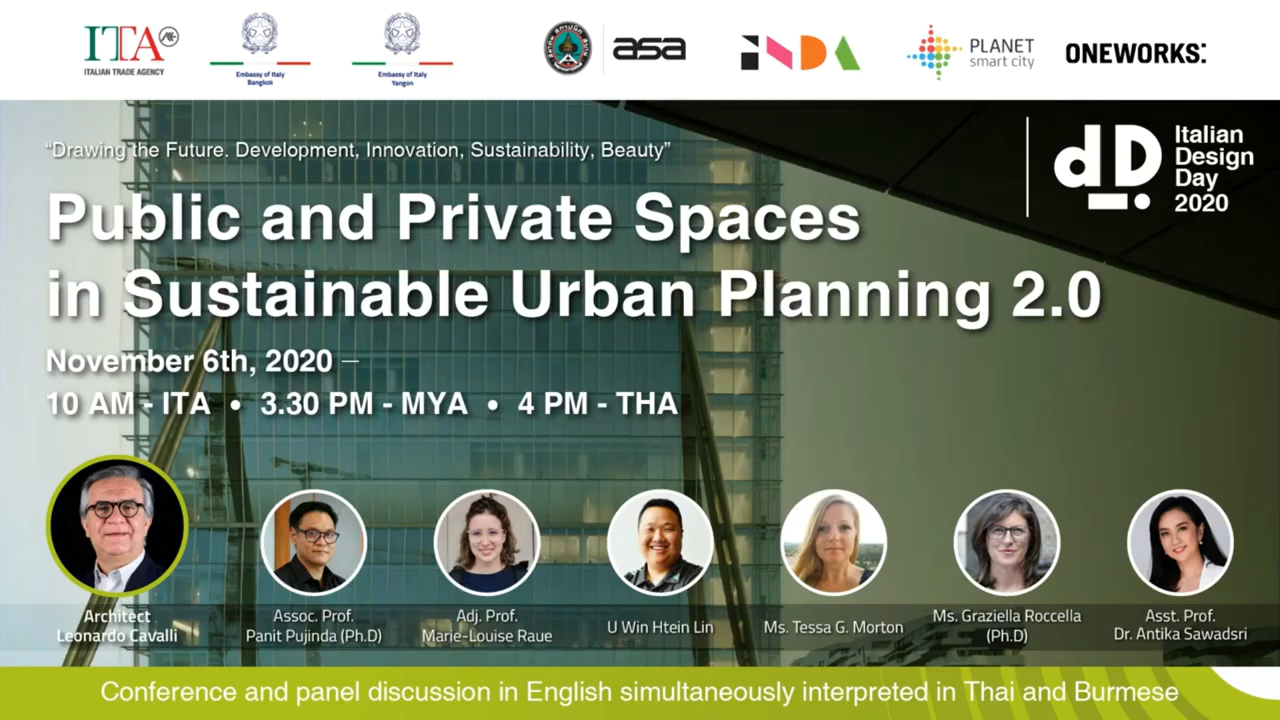 ITA
ITALIAN TRADE AGENCY
Embassy of Italy
Bangkok
Embassy of Italy
Yangon
asa
iNDA
PLANET
smart city
ONEWORKS:
"Drawing the Future. Development, Innovation, Sustainability, Beauty"
dD
Italian
Design
Day
2020
Public and Private Spaces
in Sustainable Urban Planning 2.0
November 6th, 2020 —
10 AM - ITA • 3.30 PM - MYA • 4 PM - THA
Architect
Leonardo Cavalli
Assoc. Prof.
Panit Pujinda (Ph.D)
Adj. Prof.
Marie-Louise Raue
U Win Htein Lin
Ms. Tessa G. Morton
Ms. Graziella Roccella
(Ph.D)
Asst. Prof.
Dr. Antika Sawadsri
Conference and panel discussion in English simultaneously interpreted in Thai and Burmese